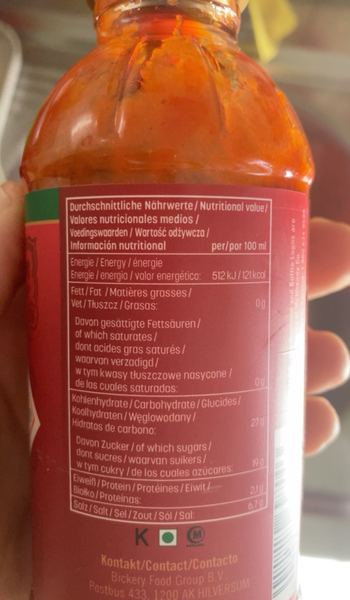 Durchschnittliche Nährwerte / Nutritional value /
Valores nutricionales medios /
Voedingswaarden / Wartość odżywcza /
Información nutritional per/por 100 ml
Energie / Energy / énergie
Energie / energia / valor energética: 512 kJ / 121 kcal
Fett / Fat / Matières grasses /
Vet / Tłuszcz / Grasas: 0 g
Davon gesättigte Fettsäuren /
of which saturates /
dont acides gras saturés /
waarvan verzadigd /
w tym kwasy tłuszczowe nasycone /
de las cuales saturadas: 0 g
Kohlenhydrate / Carbohydrate / Glucides /
Koolhydraten / Węglowodany /
Hidratos de carbono: 27 g
Davon Zucker / of which sugars /
dont sucres / waarvan suikers /
w tym cukry / de las cuales azúcares: 19 g
Eiweiß / Protein / Protéines / Eiwit /
Białko / Proteínas: 2,1 g
Salz / Salt / Sel / Zout / Sól / Sal: 6,7 g
K M
Kontakt/Contact/Contacto
Brickery Food Group B.V.
Postbus 433, 1200 AK HILVERSUM